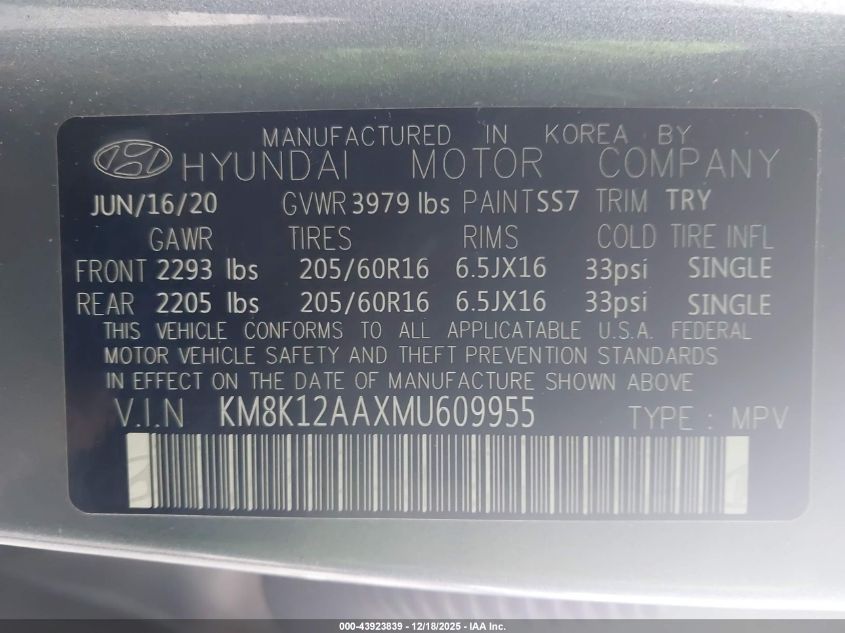 MANUFACTURED IN KOREA BY
HYUNDAI MOTOR COMPANY
JUN/16/20 GVWR 3979 lbs PAINT SS7 TRIM TRY
GAWR TIRES RIMS COLD TIRE INFL
FRONT 2293 lbs 205/60R16 6.5JX16 33psi SINGLE
REAR 2205 lbs 205/60R16 6.5JX16 33psi SINGLE
THIS VEHICLE CONFORMS TO ALL APPLICATABLE U.S.A. FEDERAL
MOTOR VEHICLE SAFETY AND THEFT PREVENTION STANDARDS
IN EFFECT ON THE DATE OF MANUFACTURE SHOWN ABOVE
V.I.N KM8K12AAXMU609955 TYPE : MPV
000-43923839 - 12/18/2025 - IAA Inc.